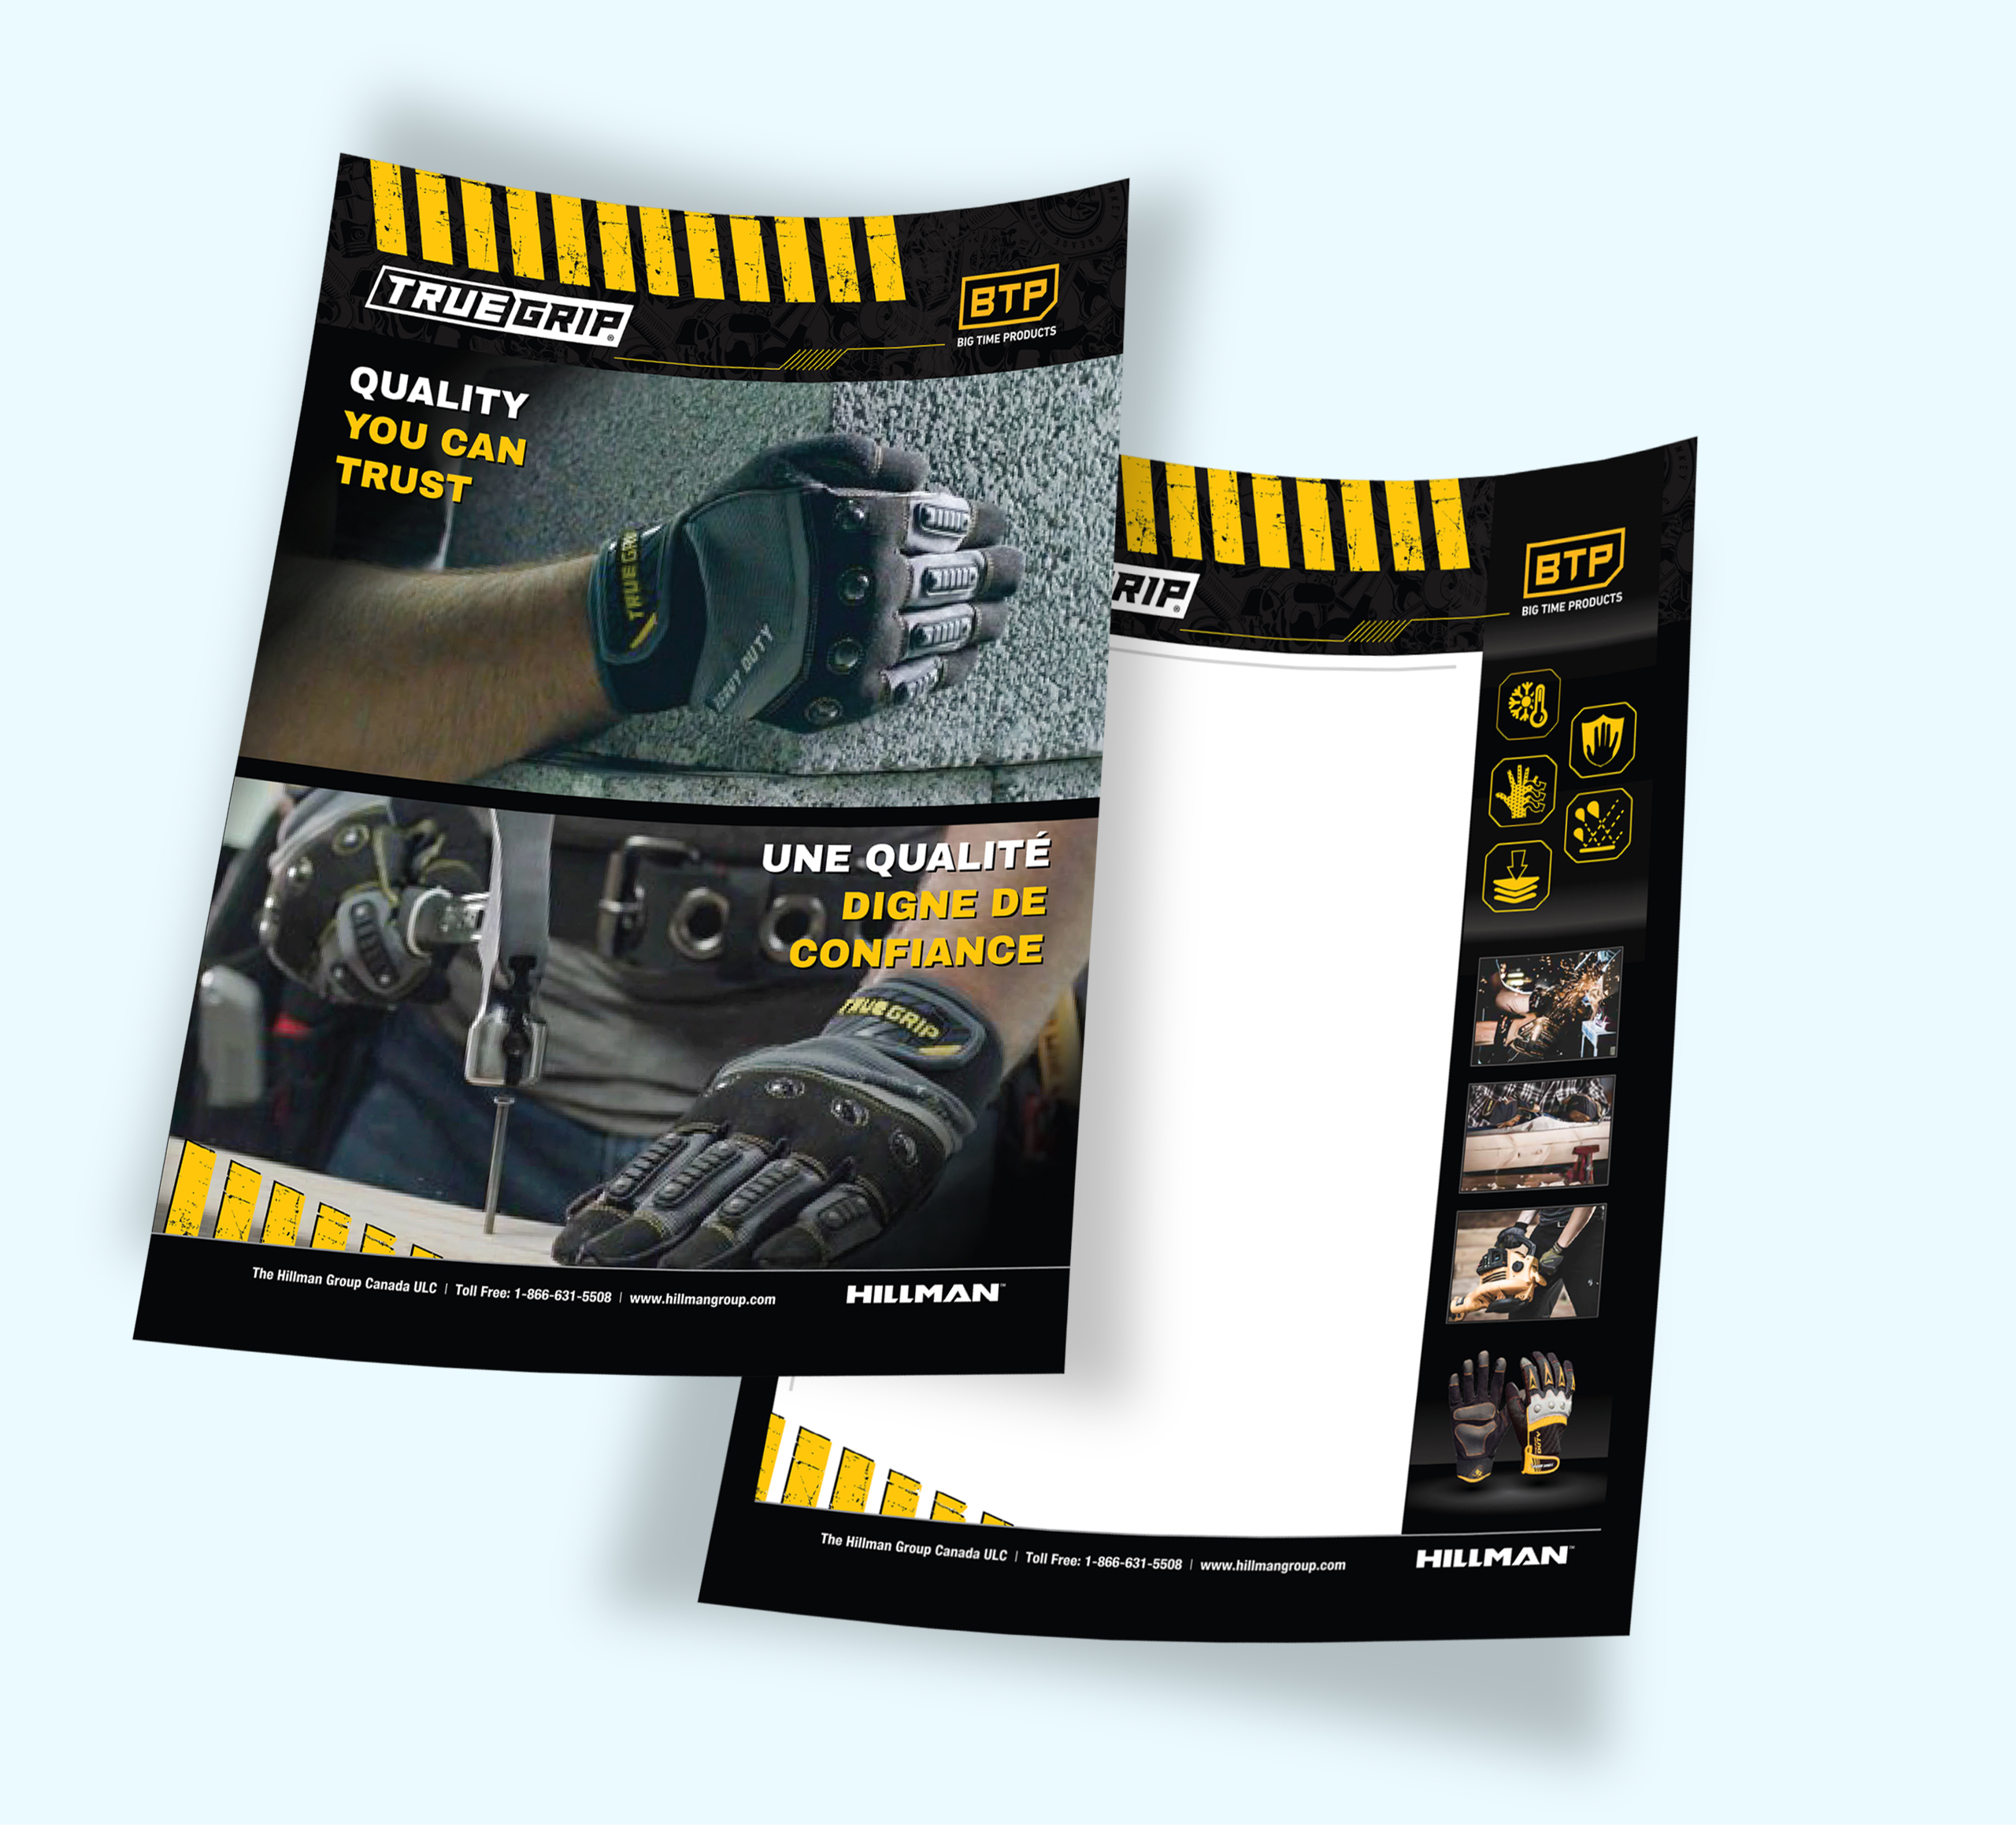 TRUEGRIP®
BTP
BIG TIME PRODUCTS
QUALITY
YOU CAN
TRUST
TRUEGRIP
HEAVY DUTY
UNE QUALITÉ
DIGNE DE
CONFIANCE
TRUEGRIP
The Hillman Group Canada ULC | Toll Free: 1-866-631-5508 | www.hillmangroup.com
HILLMAN™
RIP®
BTP
BIG TIME PRODUCTS
The Hillman Group Canada ULC | Toll Free: 1-866-631-5508 | www.hillmangroup.com
HILLMAN™